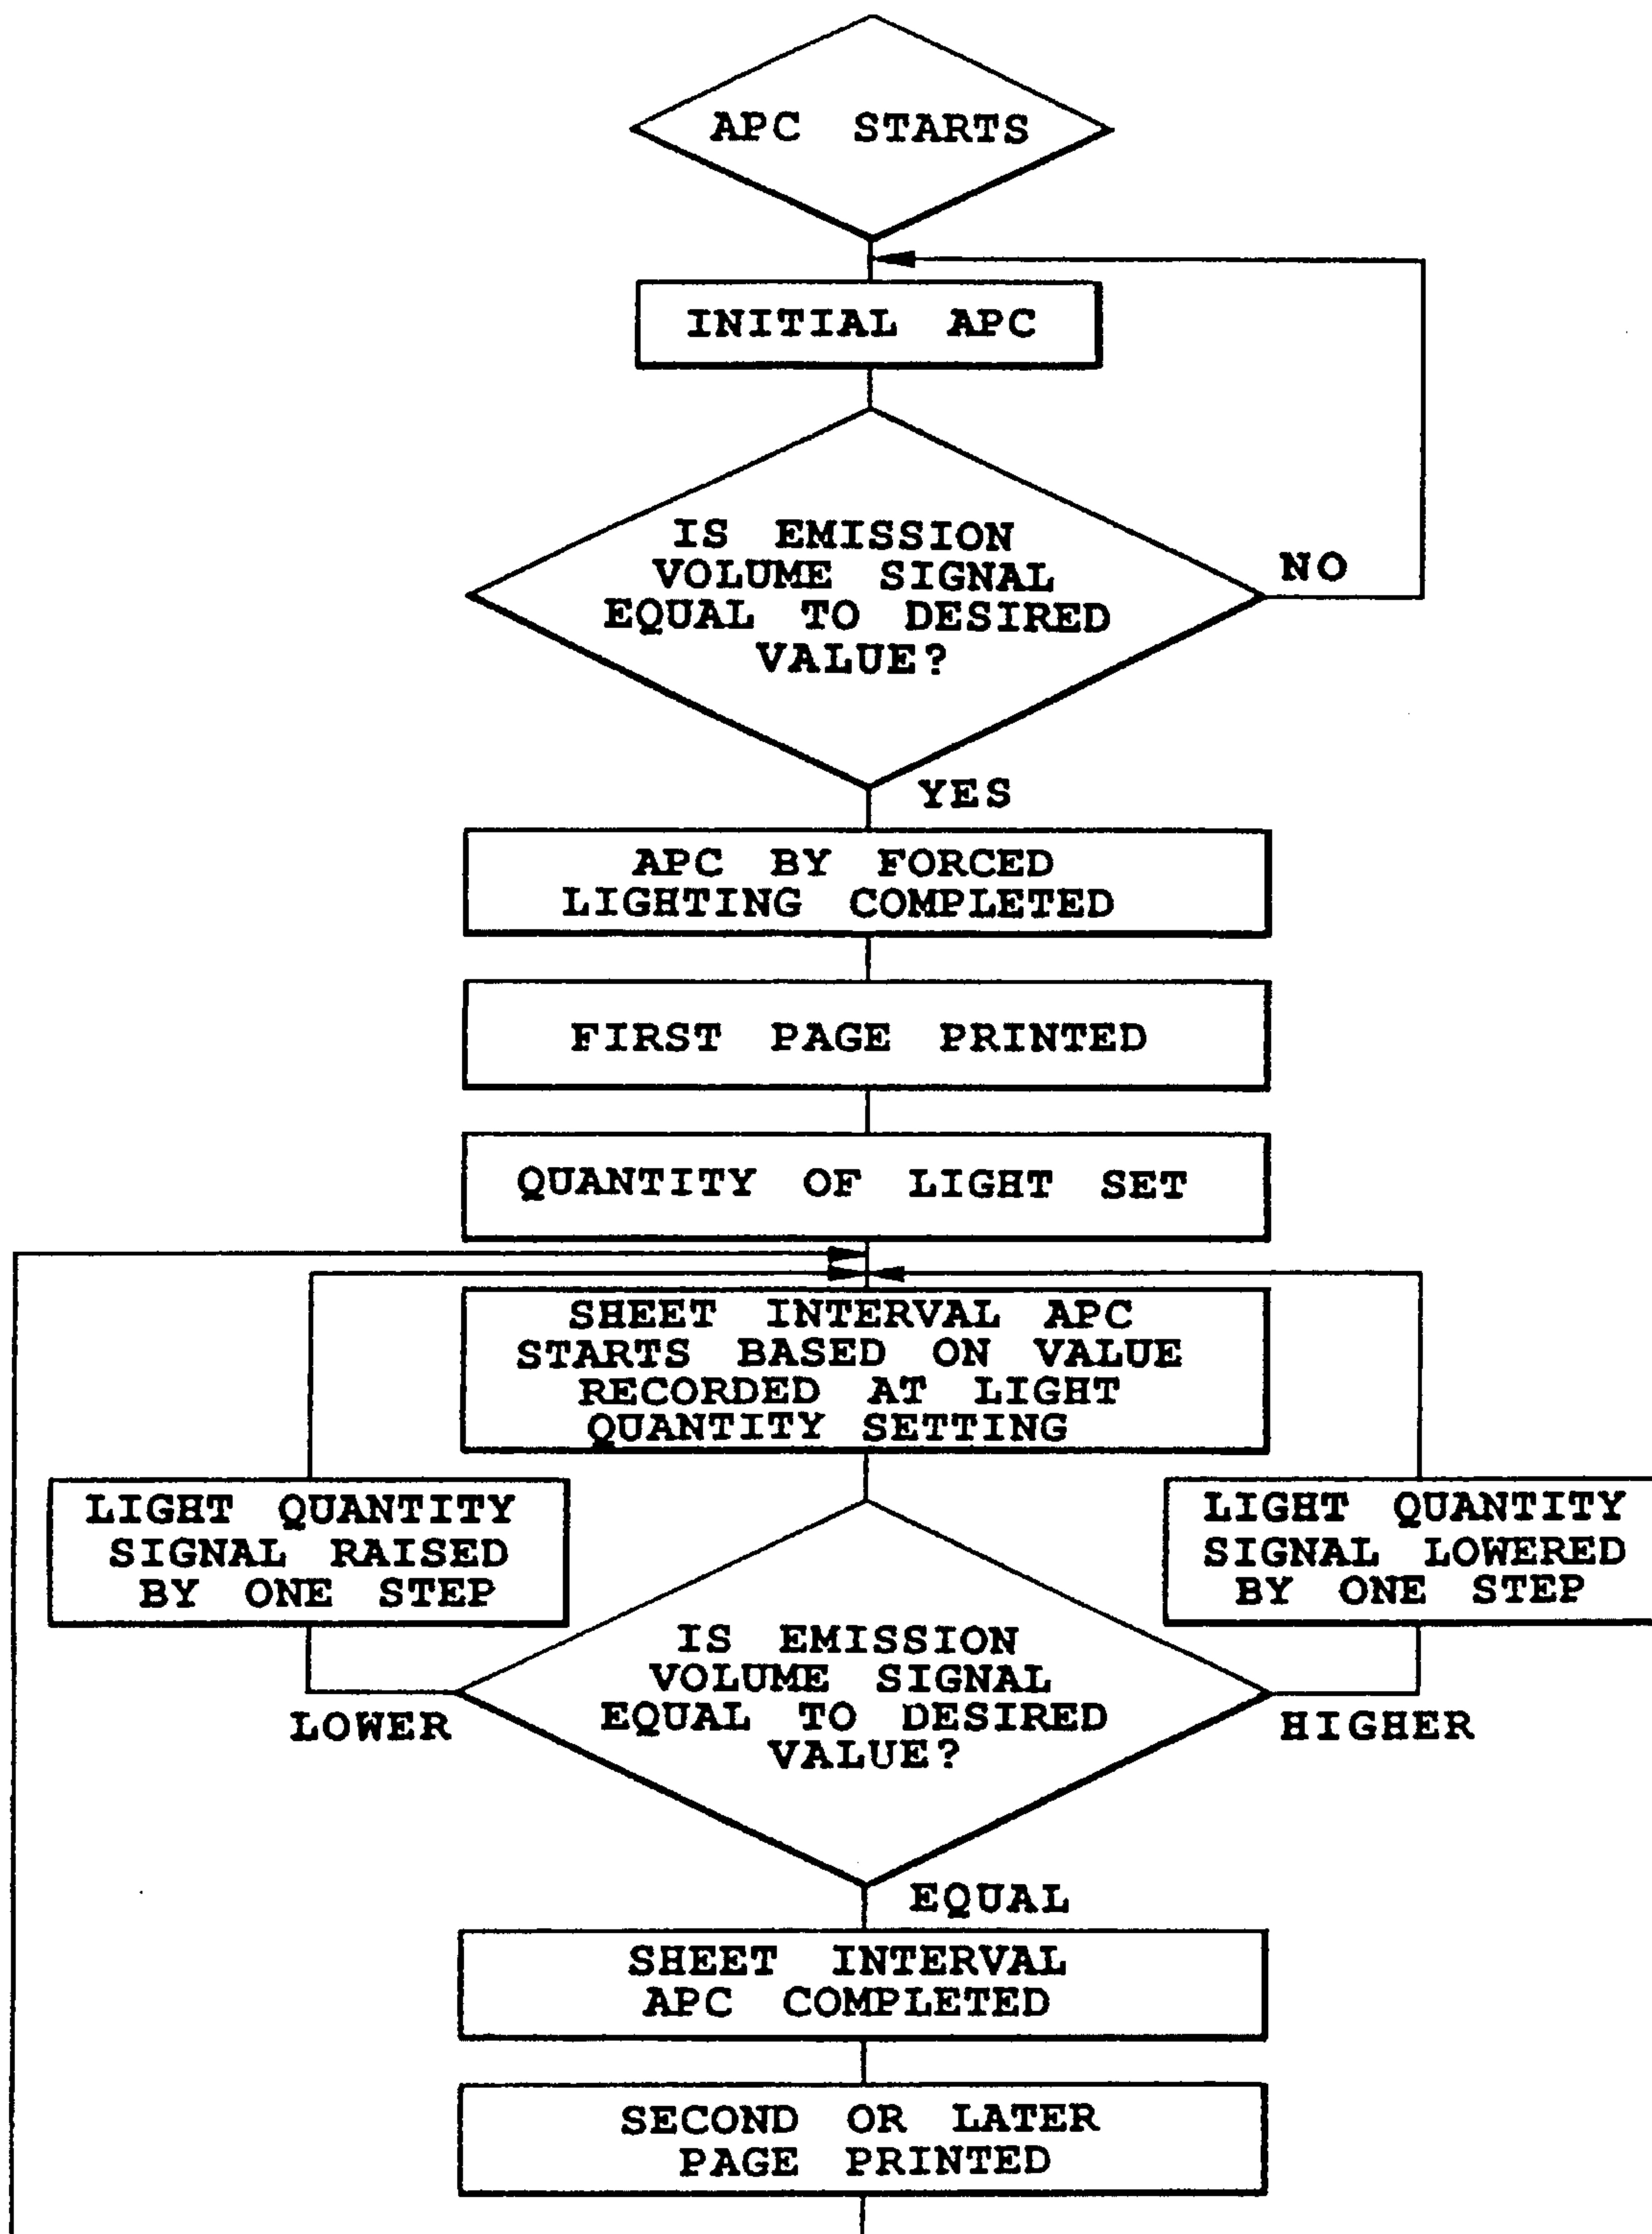 APC STARTS
INITIAL APC
IS EMISSION
VOLUME SIGNAL
EQUAL TO DESIRED
VALUE?
NO
YES
APC BY FORCED
LIGHTING COMPLETED
FIRST PAGE PRINTED
QUANTITY OF LIGHT SET
SHEET INTERVAL APC
STARTS BASED ON VALUE
RECORDED AT LIGHT
QUANTITY SETTING
LIGHT QUANTITY
SIGNAL RAISED
BY ONE STEP
LIGHT QUANTITY
SIGNAL LOWERED
BY ONE STEP
IS EMISSION
VOLUME SIGNAL
EQUAL TO DESIRED
VALUE?
LOWER
HIGHER
EQUAL
SHEET INTERVAL
APC COMPLETED
SECOND OR LATER
PAGE PRINTED